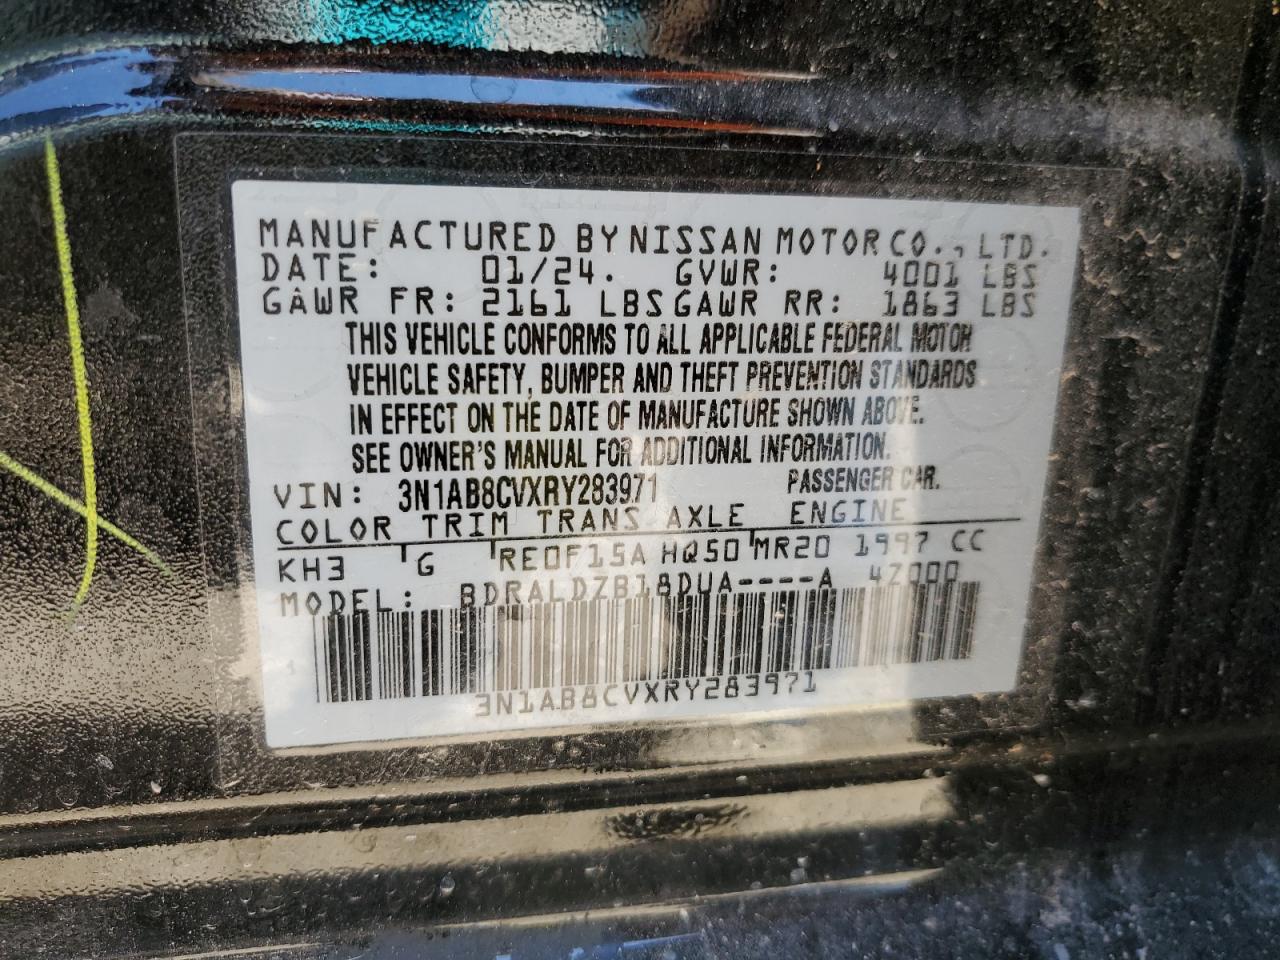 MANUFACTURED BY NISSAN MOTOR CO., LTD.
DATE: 01/24. GVWR: 4001 LBS
GAWR FR: 2161 LBS GAWR RR: 1863 LBS
THIS VEHICLE CONFORMS TO ALL APPLICABLE FEDERAL MOTOR
VEHICLE SAFETY, BUMPER AND THEFT PREVENTION STANDARDS
IN EFFECT ON THE DATE OF MANUFACTURE SHOWN ABOVE.
SEE OWNER'S MANUAL FOR ADDITIONAL INFORMATION.
VIN: 3N1AB8CVXRY283971 PASSENGER CAR.
COLOR TRIM TRANS AXLE ENGINE
KH3 G RE0F15A HQ50 MR20 1997 CC
MODEL: BDRALDZB18DUA----A 47000
3N1AB8CVXRY283971